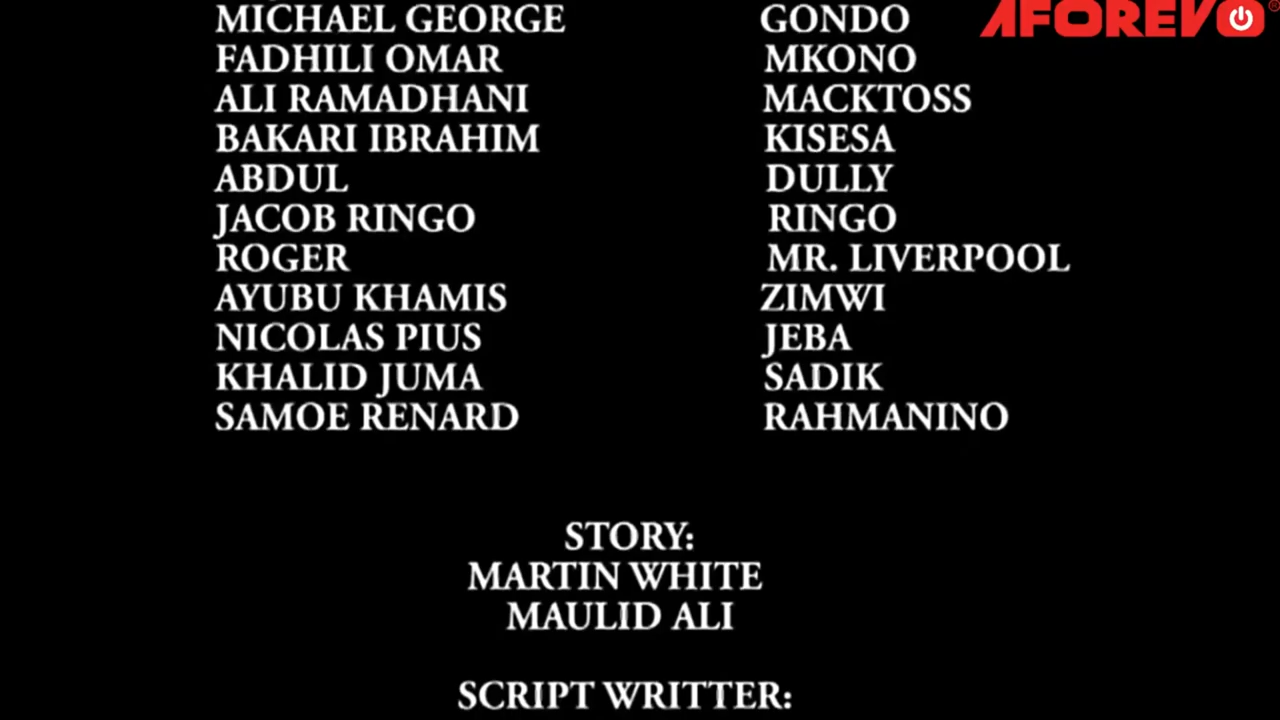 AFOREVO
MICHAEL GEORGE GONDO
FADHILI OMAR MKONO
ALI RAMADHANI MACKTOSS
BAKARI IBRAHIM KISESA
ABDUL DULLY
JACOB RINGO RINGO
ROGER MR. LIVERPOOL
AYUBU KHAMIS ZIMWI
NICOLAS PIUS JEBA
KHALID JUMA SADIK
SAMOE RENARD RAHMANINO
STORY:
MARTIN WHITE
MAULID ALI
SCRIPT WRITTER: